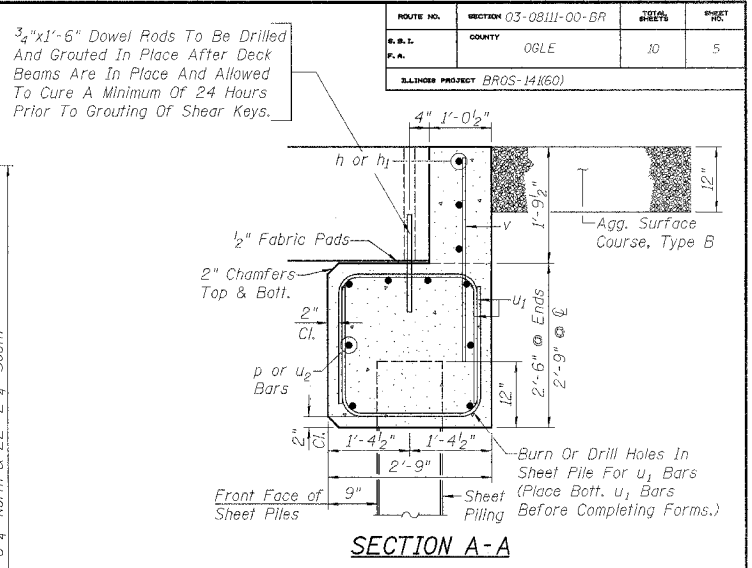 ROUTE NO.
SECTION 03-08111-00-BR
TOTAL SHEETS
SHEET NO.
S. B. I.
F. A.
COUNTY
OGLE
10
5
ILLINOIS PROJECT BROS-141(60)
3/4"x1'-6" Dowel Rods To Be Drilled
And Grouted In Place After Deck
Beams Are In Place And Allowed
To Cure A Minimum Of 24 Hours
Prior To Grouting Of Shear Keys.
4" 1'-0 1/2"
h or h1
12"
1'-9 1/2"
v
Agg. Surface
Course, Type B
1/2" Fabric Pads
2" Chamfers
Top & Bott.
u1
2"
Cl.
2'-6" @ Ends
2'-9" @ ℄
p or u2
Bars
12"
2"
Cl.
1'-4 1/2" 1'-4 1/2"
2'-9"
Burn Or Drill Holes In
Sheet Pile For u1 Bars
(Place Bott. u1 Bars
Before Completing Forms.)
Front Face of
Sheet Piles
9"
Sheet
Piling
SECTION A-A